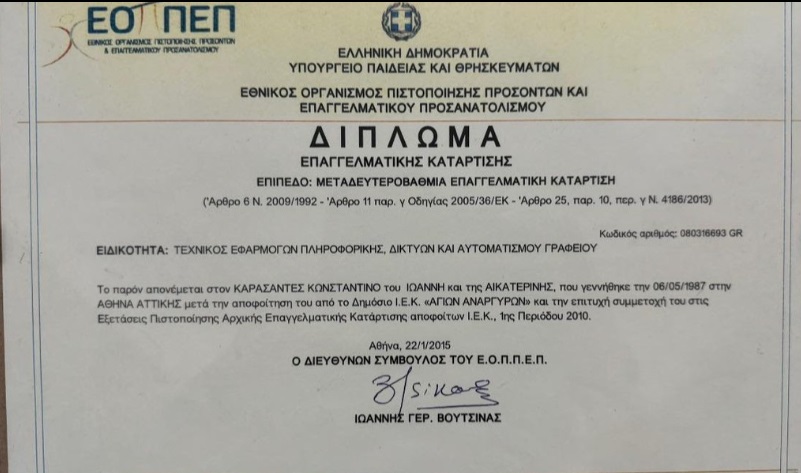 ΕΟΠΠΕΠ
ΕΘΝΙΚΟΣ ΟΡΓΑΝΙΣΜΟΣ ΠΙΣΤΟΠΟΙΗΣΗΣ ΠΡΟΣΟΝΤΩΝ
& ΕΠΑΓΓΕΛΜΑΤΙΚΟΥ ΠΡΟΣΑΝΑΤΟΛΙΣΜΟΥ
ΕΛΛΗΝΙΚΗ ΔΗΜΟΚΡΑΤΙΑ
ΥΠΟΥΡΓΕΙΟ ΠΑΙΔΕΙΑΣ ΚΑΙ ΘΡΗΣΚΕΥΜΑΤΩΝ
ΕΘΝΙΚΟΣ ΟΡΓΑΝΙΣΜΟΣ ΠΙΣΤΟΠΟΙΗΣΗΣ ΠΡΟΣΟΝΤΩΝ ΚΑΙ
ΕΠΑΓΓΕΛΜΑΤΙΚΟΥ ΠΡΟΣΑΝΑΤΟΛΙΣΜΟΥ
ΔΙΠΛΩΜΑ
ΕΠΑΓΓΕΛΜΑΤΙΚΗΣ ΚΑΤΑΡΤΙΣΗΣ
ΕΠΙΠΕΔΟ: ΜΕΤΑΔΕΥΤΕΡΟΒΑΘΜΙΑ ΕΠΑΓΓΕΛΜΑΤΙΚΗ ΚΑΤΑΡΤΙΣΗ
('Αρθρο 6 Ν. 2009/1992 - 'Αρθρο 11 παρ. γ Οδηγίας 2005/36/ΕΚ - 'Αρθρο 25, παρ. 10, περ. γ Ν. 4186/2013)
Κωδικός αριθμός: 080316693 GR
ΕΙΔΙΚΟΤΗΤΑ: ΤΕΧΝΙΚΟΣ ΕΦΑΡΜΟΓΩΝ ΠΛΗΡΟΦΟΡΙΚΗΣ, ΔΙΚΤΥΩΝ ΚΑΙ ΑΥΤΟΜΑΤΙΣΜΟΥ ΓΡΑΦΕΙΟΥ
Το παρόν απονέμεται στον ΚΑΡΑΣΑΝΤΕΣ ΚΩΝΣΤΑΝΤΙΝΟ του ΙΩΑΝΝΗ και της ΑΙΚΑΤΕΡΙΝΗΣ, που γεννήθηκε την 06/05/1987 στην
ΑΘΗΝΑ ΑΤΤΙΚΗΣ μετά την αποφοίτηση του από το Δημόσιο Ι.Ε.Κ. «ΑΓΙΩΝ ΑΝΑΡΓΥΡΩΝ» και την επιτυχή συμμετοχή του στις
Εξετάσεις Πιστοποίησης Αρχικής Επαγγελματικής Κατάρτισης αποφοίτων Ι.Ε.Κ., 1ης Περιόδου 2010.
Αθήνα, 22/1/2015
Ο ΔΙΕΥΘΥΝΩΝ ΣΥΜΒΟΥΛΟΣ ΤΟΥ Ε.Ο.Π.Π.Ε.Π.
ΙΩΑΝΝΗΣ ΓΕΡ. ΒΟΥΤΣΙΝΑΣ